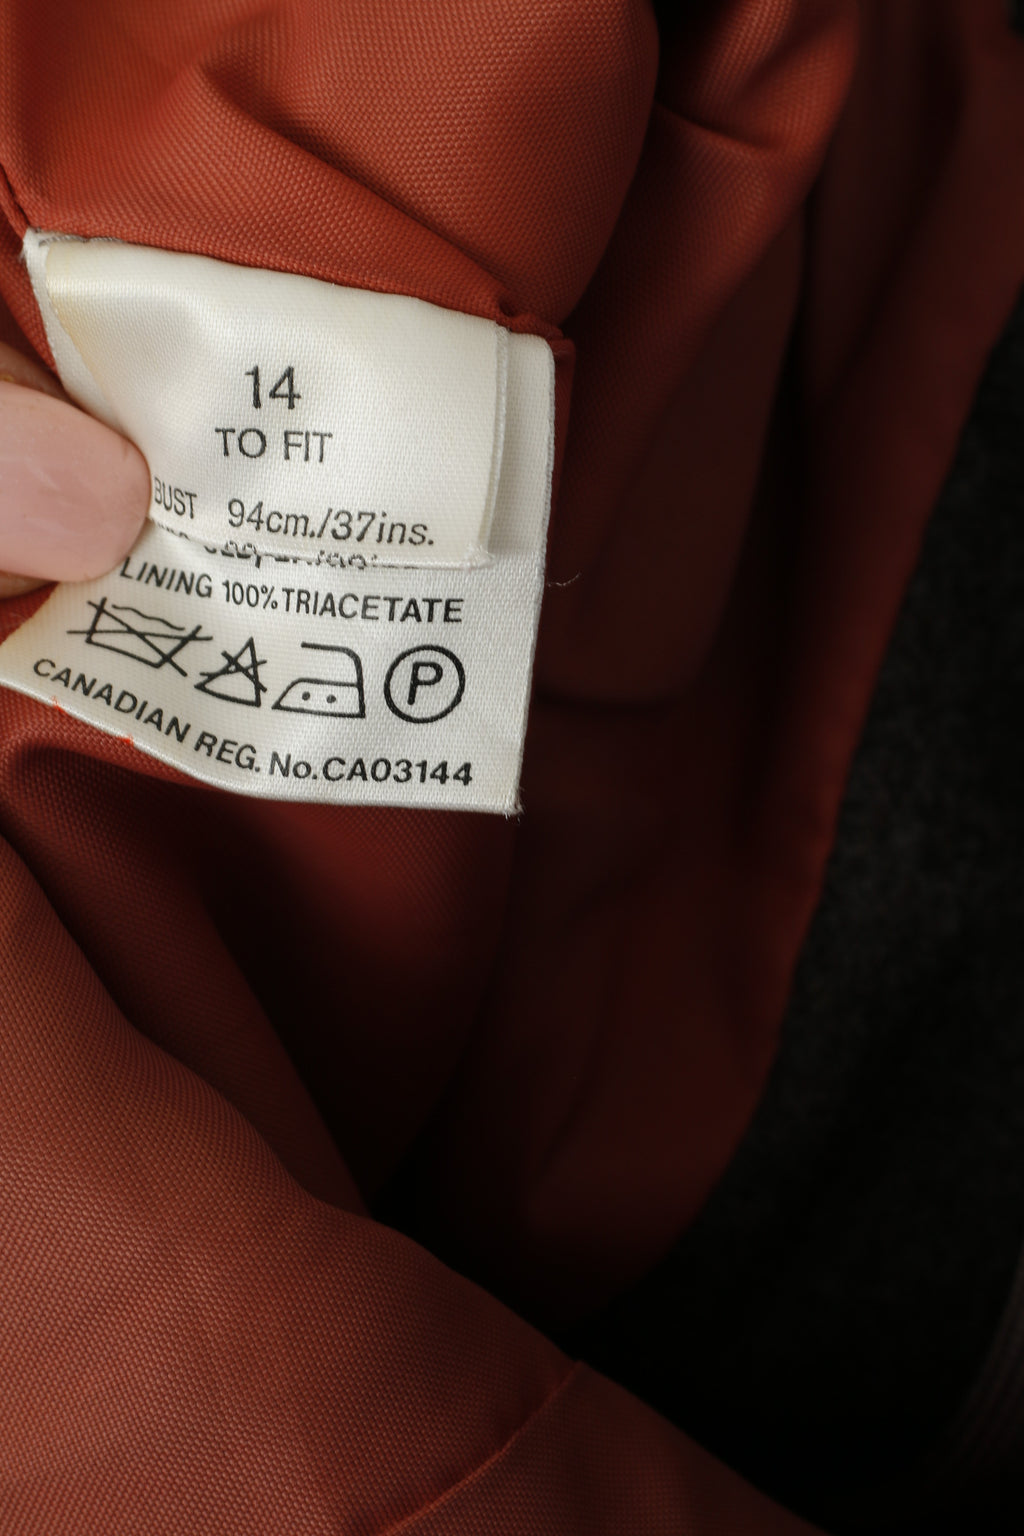 14
TO FIT
BUST 94cm./37ins.
LINING 100% TRIACETATE
P
CANADIAN REG. No. CA03144